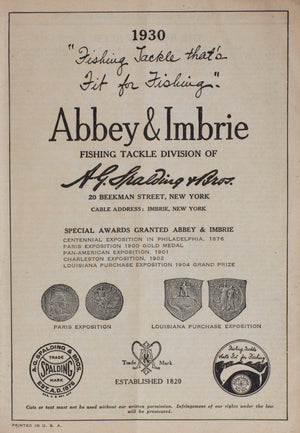 1930
"Fishing Tackle that's
Fit for Fishing."
Abbey & Imbrie
FISHING TACKLE DIVISION OF
A.G. Spalding & Bros.
20 BEEKMAN STREET, NEW YORK
CABLE ADDRESS: IMBRIE, NEW YORK
SPECIAL AWARDS GRANTED ABBEY & IMBRIE
CENTENNIAL EXPOSITION IN PHILADELPHIA, 1876
PARIS EXPOSITION 1900 GOLD MEDAL
PAN-AMERICAN EXPOSITION, 1901
CHARLESTON EXPOSITION, 1902
LOUISIANA PURCHASE EXPOSITION 1904 GRAND PRIZE
PARIS EXPOSITION
LOUISIANA PURCHASE EXPOSITION
A.G. SPALDING & BROS.
TRADE
SPALDING
MARK
EST. A.D. 1876
Trade Mark
ESTABLISHED 1820
Fishing Tackle
that's Fit for Fishing
Cuts or text must not be used without our written permission. Infringement of our rights under the law
will be prosecuted.
PRINTED IN U. S. A.